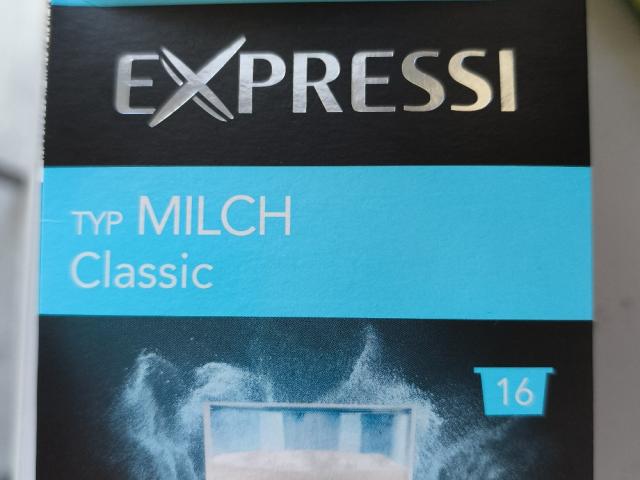 EXPRESSI
TYP MILCH
Classic
16